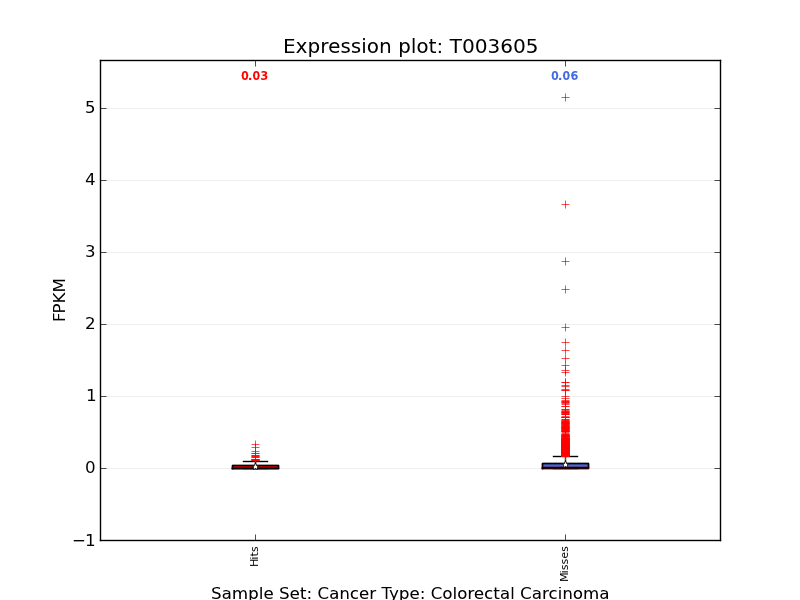 Expression plot: T003605
0.03
0.06
5
4
3
2
1
0
−1
FPKM
Hits
Misses
Sample Set: Cancer Type: Colorectal Carcinoma